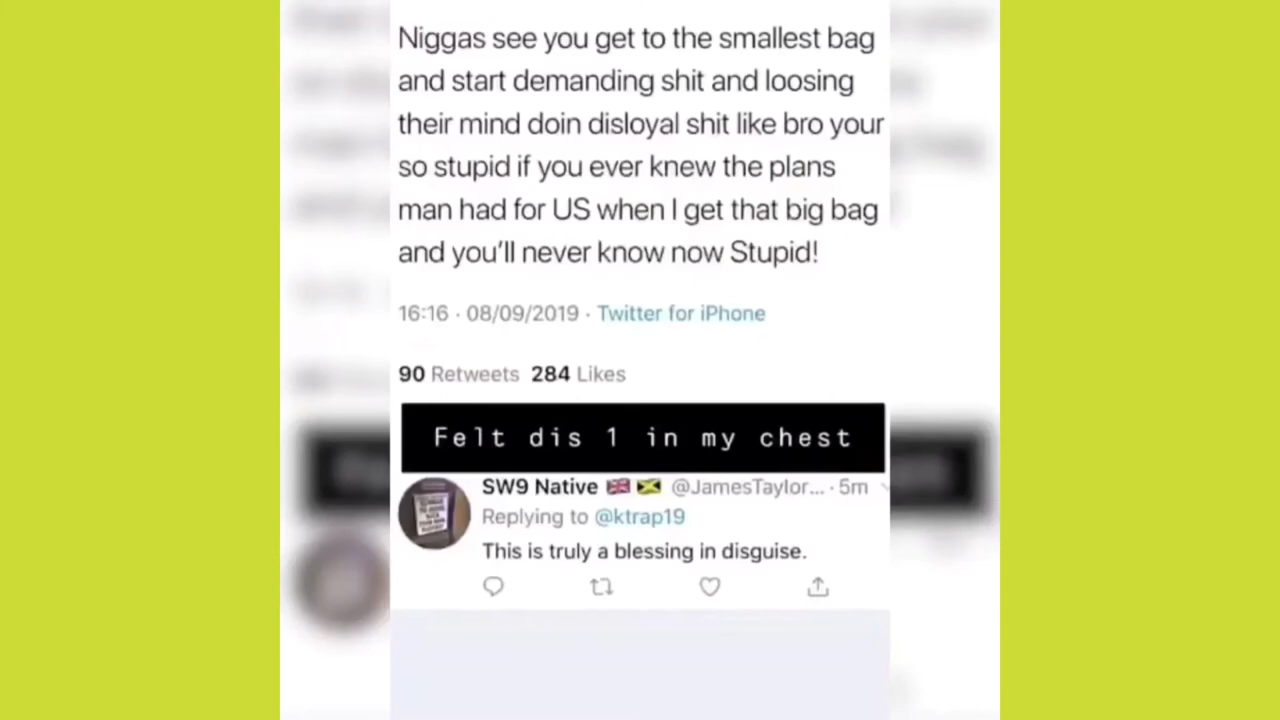 Niggas see you get to the smallest bag
and start demanding shit and loosing
their mind doin disloyal shit like bro your
so stupid if you ever knew the plans
man had for US when I get that big bag
and you'll never know now Stupid!
16:16 · 08/09/2019 · Twitter for iPhone
90 Retweets 284 Likes
Felt dis 1 in my chest
SW9 Native 🇬🇧 🇯🇲 @JamesTaylor... · 5m
Replying to @ktrap19
This is truly a blessing in disguise.